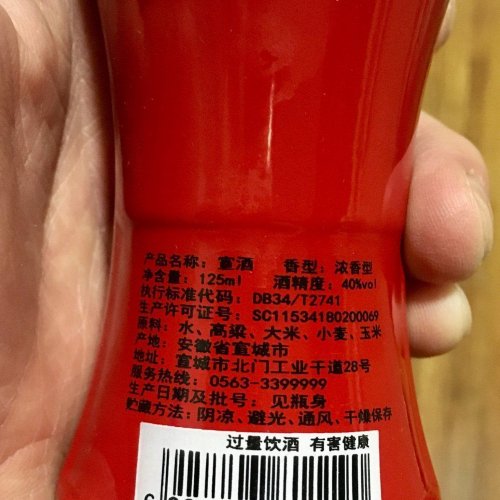 产品名称：宣酒 香型：浓香型
净含量：125ml 酒精度：40%vol
执行标准代码：DB34/T2741
生产许可证号：SC11534180200069
原料：水、高粱、大米、小麦、玉米
产地：安徽省宣城市
地址：宣城市北门工业干道28号
服务热线：0563-3399999
生产日期及批号：见瓶身
贮藏方法：阴凉、避光、通风、干燥保存
过量饮酒 有害健康